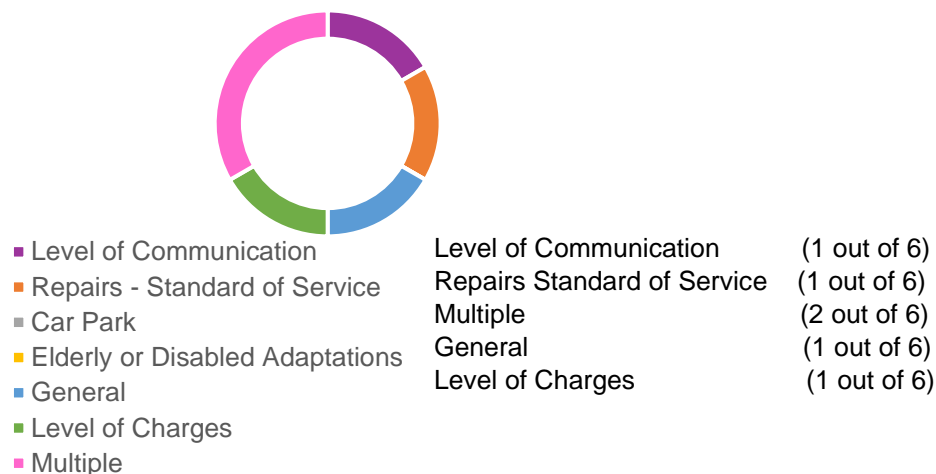 Level of Communication
Repairs - Standard of Service
Car Park
Elderly or Disabled Adaptations
General
Level of Charges
Multiple
Level of Communication (1 out of 6)
Repairs Standard of Service (1 out of 6)
Multiple (2 out of 6)
General (1 out of 6)
Level of Charges (1 out of 6)